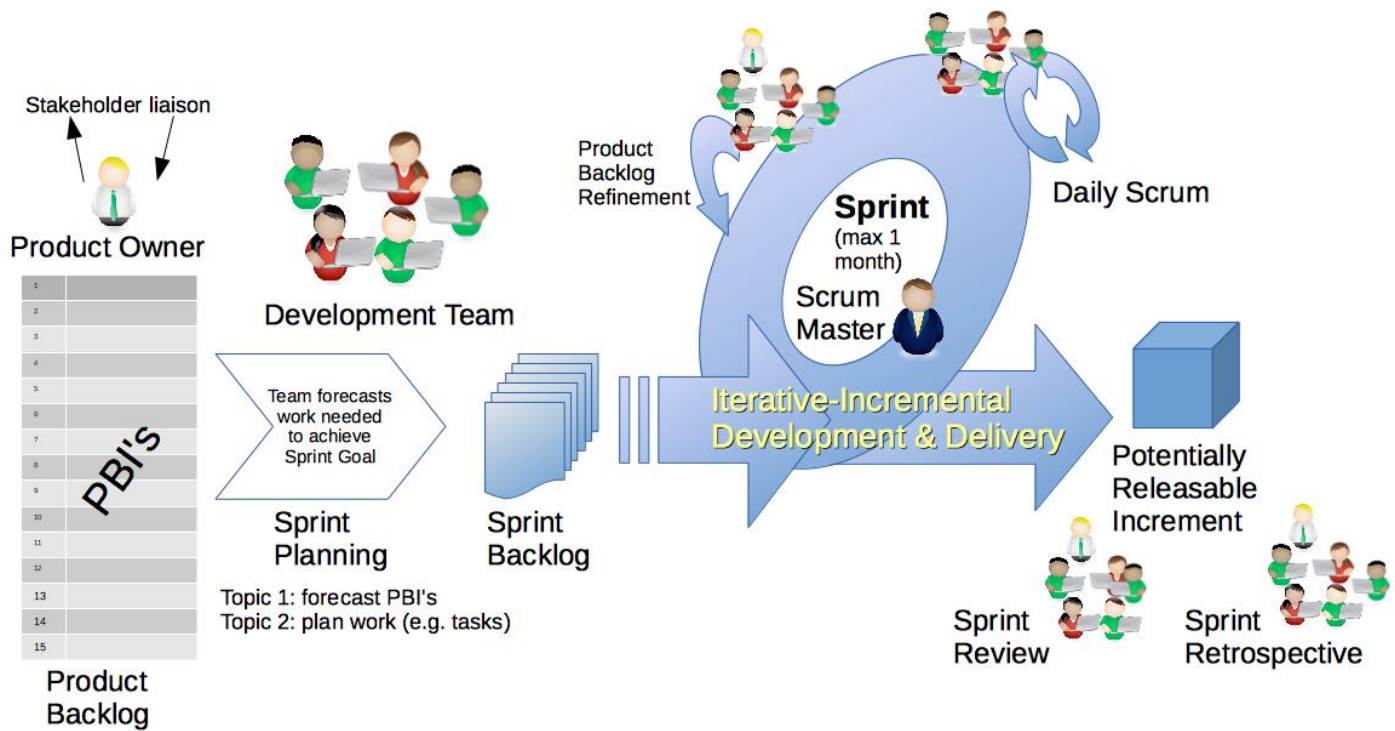 Stakeholder liaison
Product Owner
1
2
3
4
5
6
7
8
9
10
11
12
13
14
15
PBI's
Product
Backlog
Development Team
Team forecasts
work needed
to achieve
Sprint Goal
Sprint
Planning
Topic 1: forecast PBI's
Topic 2: plan work (e.g. tasks)
Sprint
Backlog
Product
Backlog
Refinement
Sprint
(max 1
month)
Scrum
Master
Daily Scrum
Iterative-Incremental
Development & Delivery
Potentially
Releasable
Increment
Sprint
Review
Sprint
Retrospective